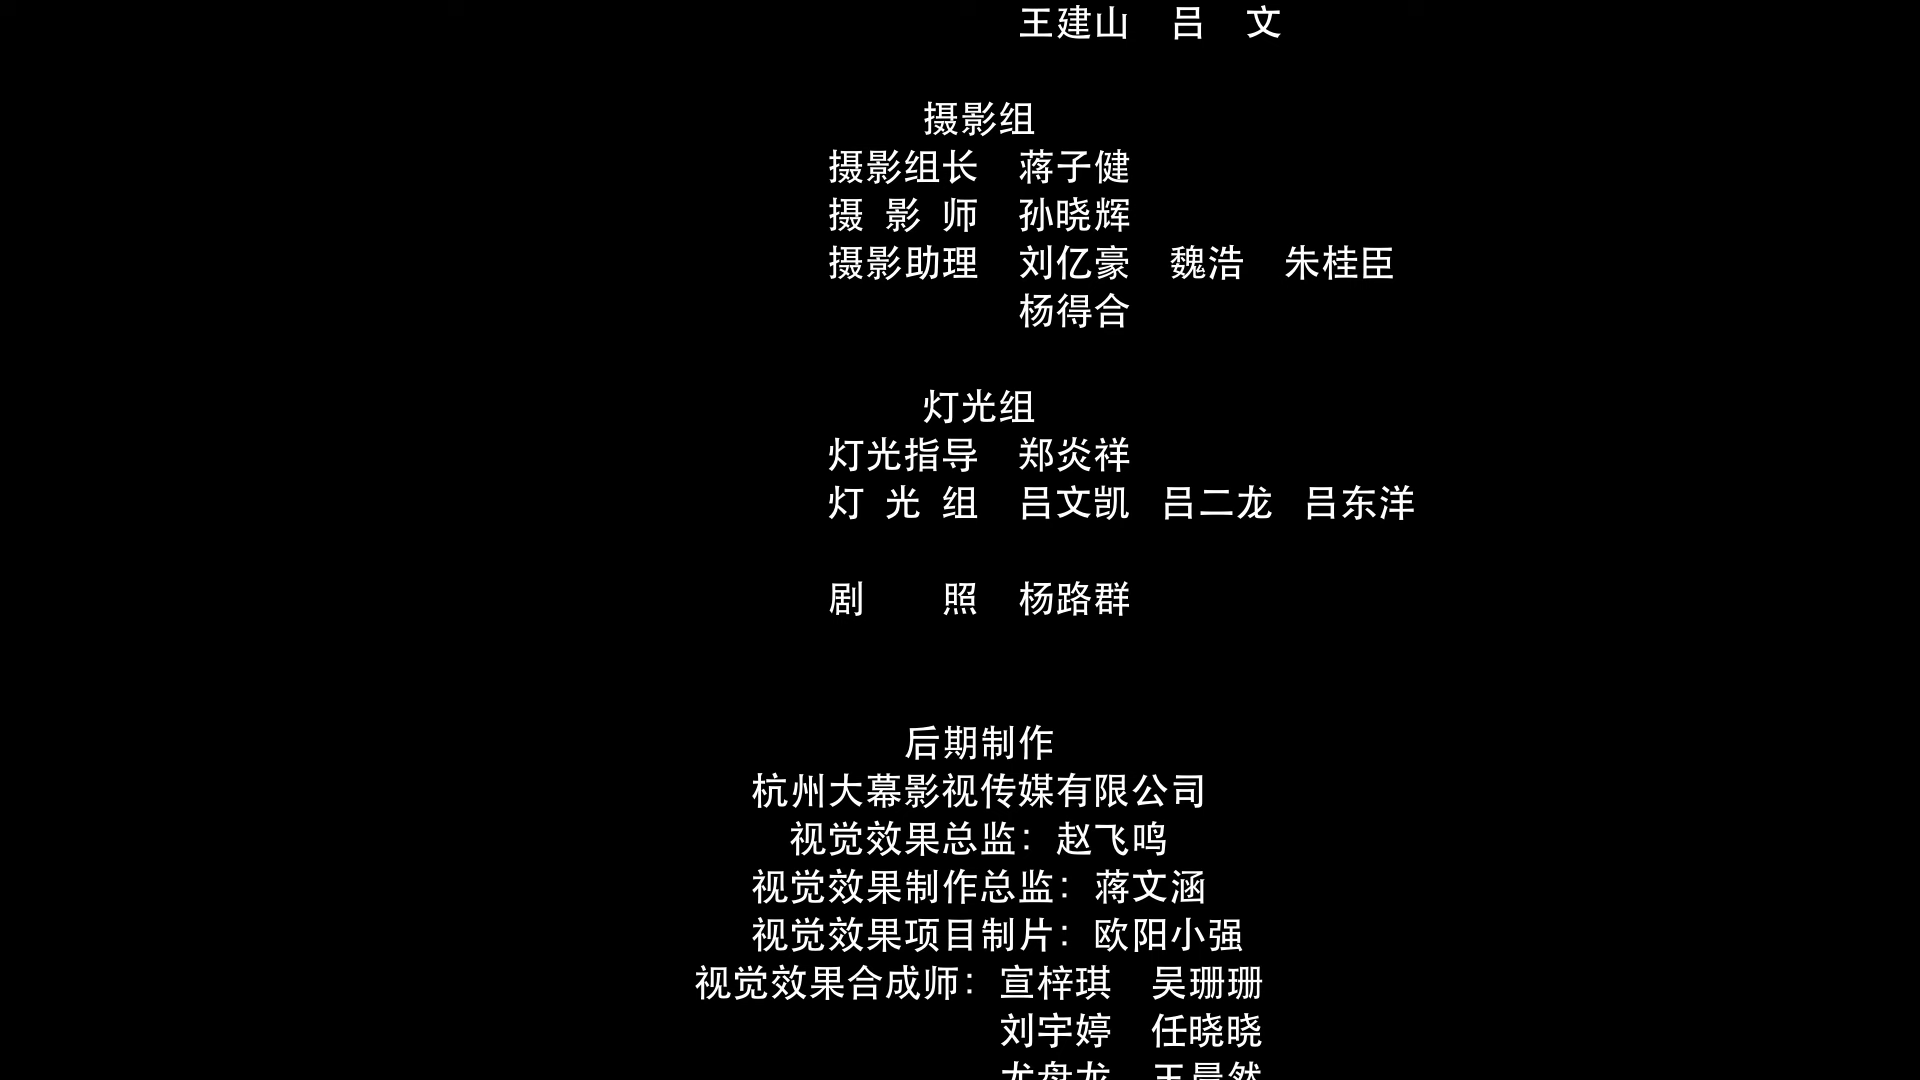 王建山 吕 文
摄影组
摄影组长 蒋子健
摄 影 师 孙晓辉
摄影助理 刘亿豪 魏浩 朱桂臣
杨得合
灯光组
灯光指导 郑炎祥
灯 光 组 吕文凯 吕二龙 吕东洋
剧 照 杨路群
后期制作
杭州大幕影视传媒有限公司
视觉效果总监：赵飞鸣
视觉效果制作总监：蒋文涵
视觉效果项目制片：欧阳小强
视觉效果合成师：宣梓琪 吴珊珊
刘宇婷 任晓晓
尤盘龙 王晨然